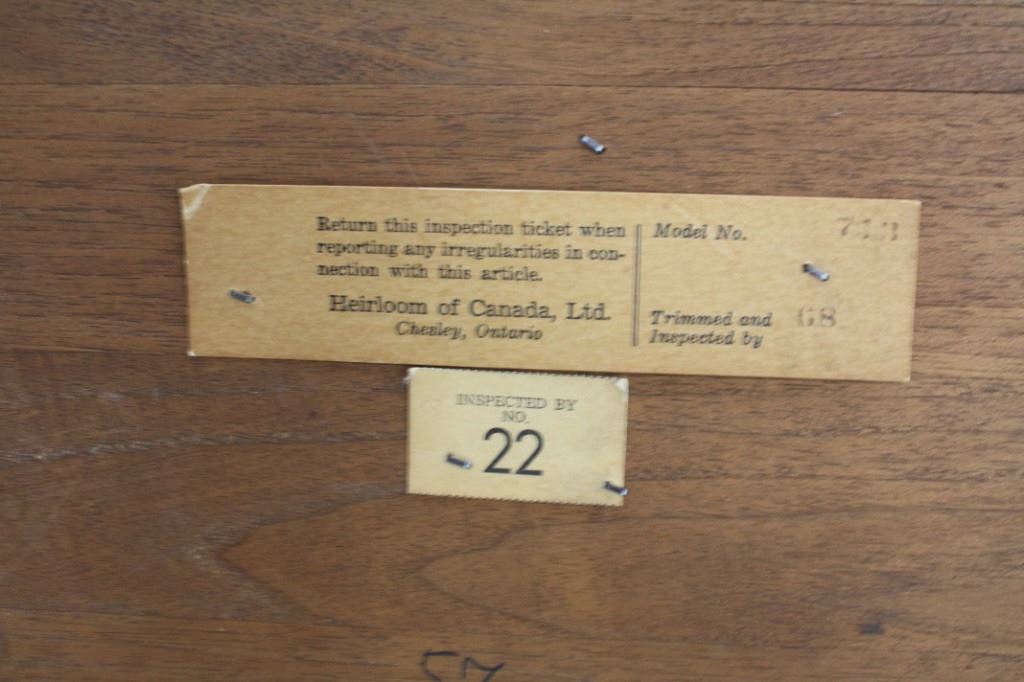 Return this inspection ticket when
reporting any irregularities in con-
nection with this article.
Heirloom of Canada, Ltd.
Chesley, Ontario
Model No.
Trimmed and
Inspected by
68
INSPECTED BY
NO.
22